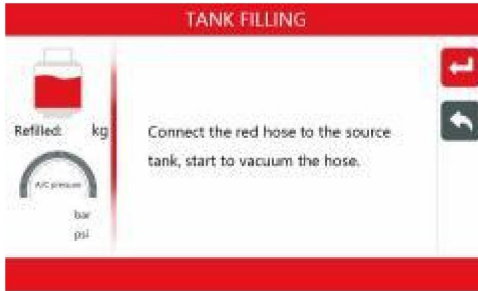 TANK FILLING
Refilled: kg
A/C pressure
bar
psi
Connect the red hose to the source
tank, start to vacuum the hose.